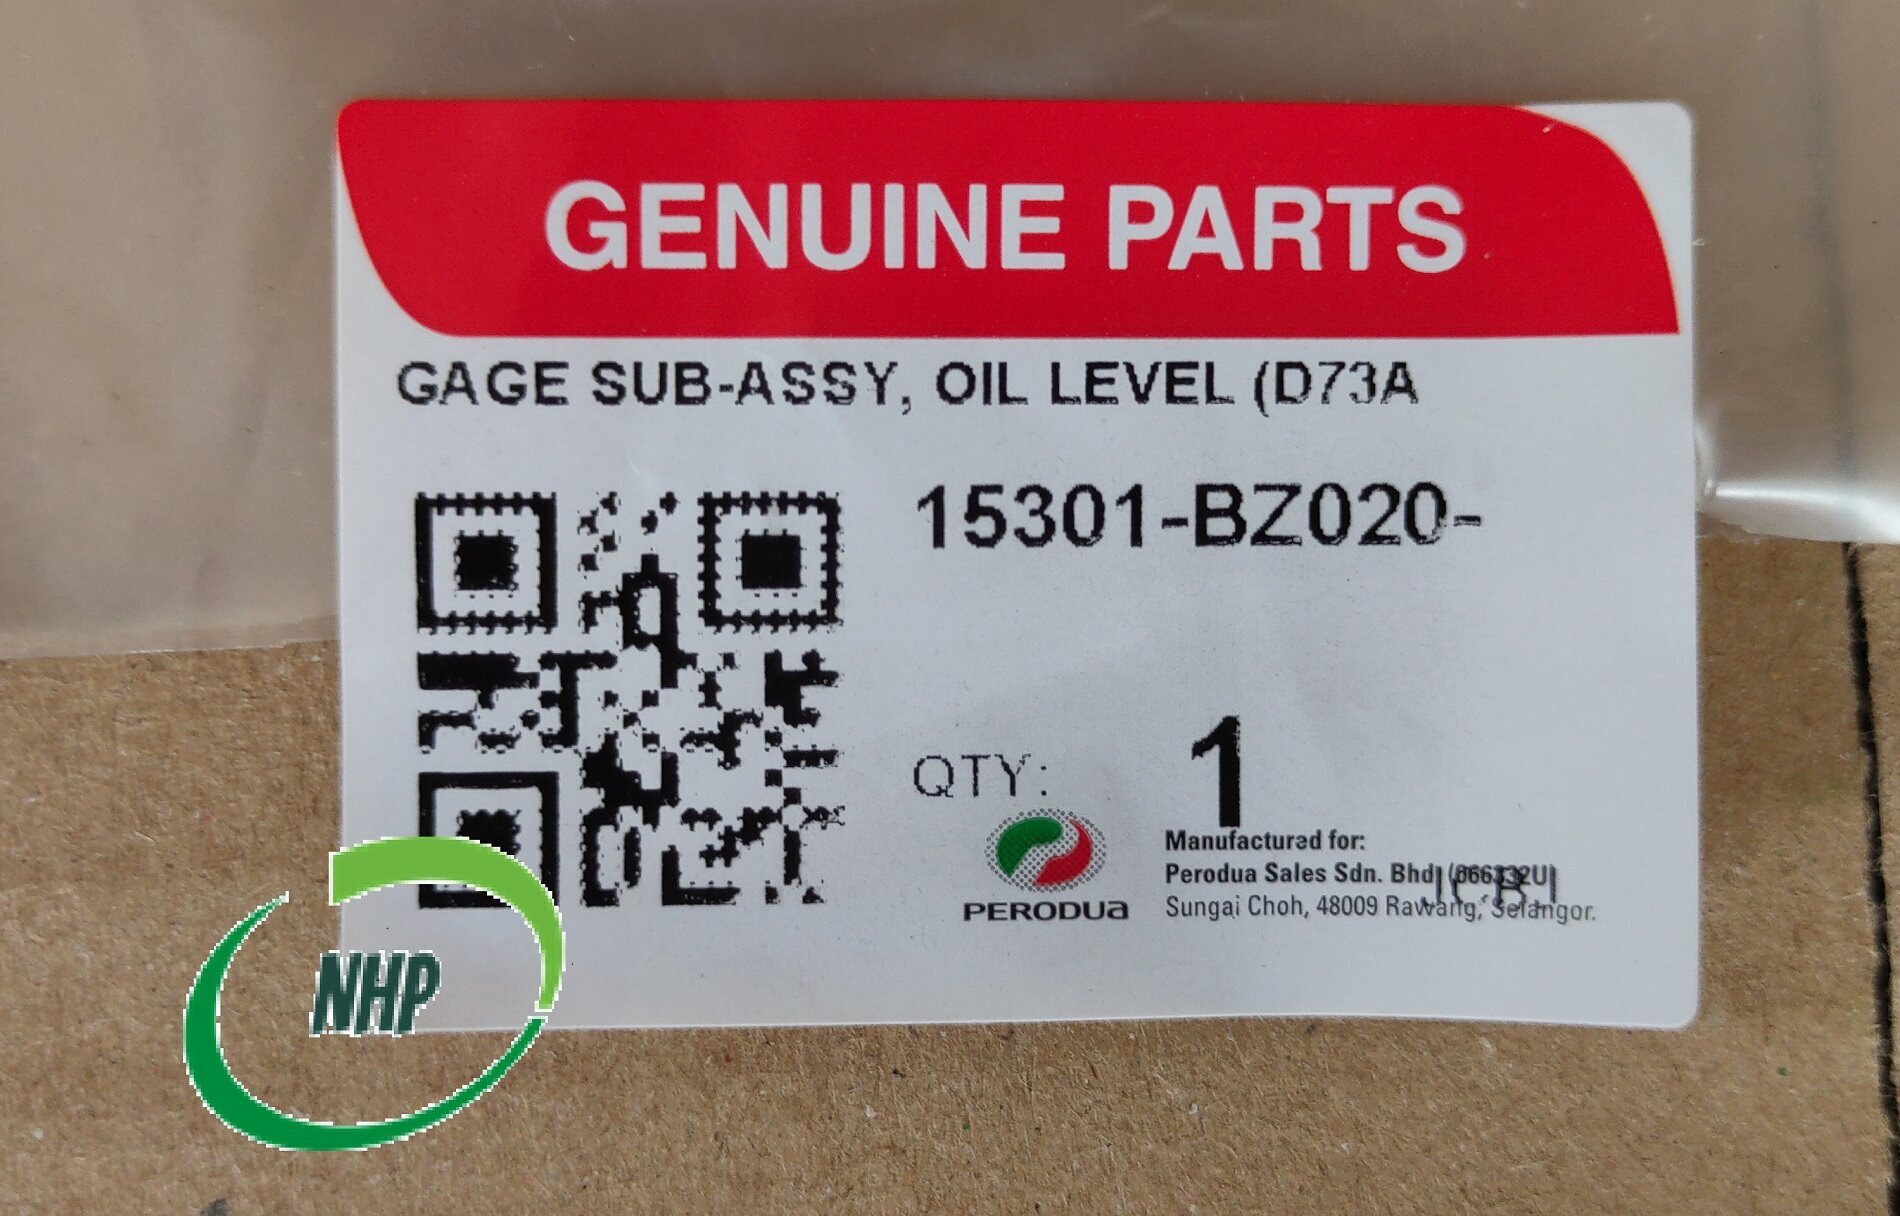 GENUINE PARTS
GAGE SUB-ASSY, OIL LEVEL (D73A
15301-BZ020-
QTY: 1
PERODUA
Manufactured for:
Perodua Sales Sdn. Bhd.
Sungai Choh, 48009 Rawang, Selangor.
NHP